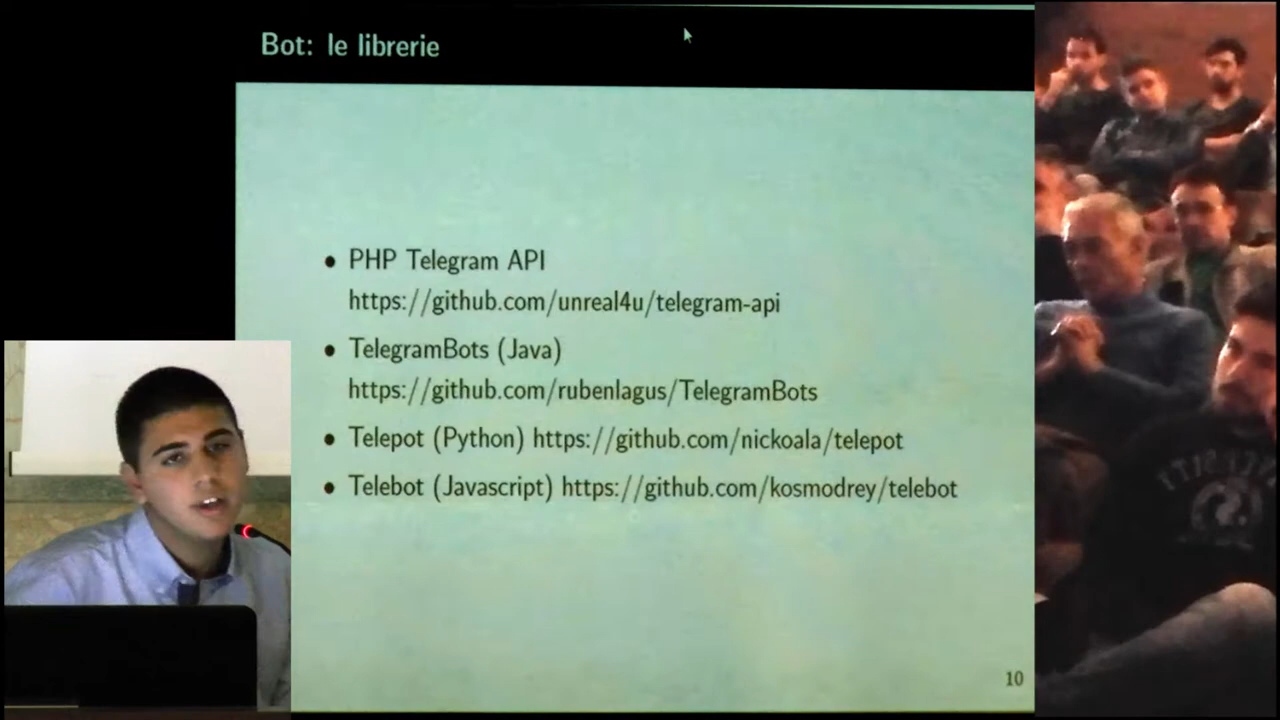 Bot: le librerie
• PHP Telegram API
https://github.com/unreal4u/telegram-api
• TelegramBots (Java)
https://github.com/rubenlagus/TelegramBots
• Telepot (Python) https://github.com/nickoala/telepot
• Telebot (Javascript) https://github.com/kosmodrey/telebot
10